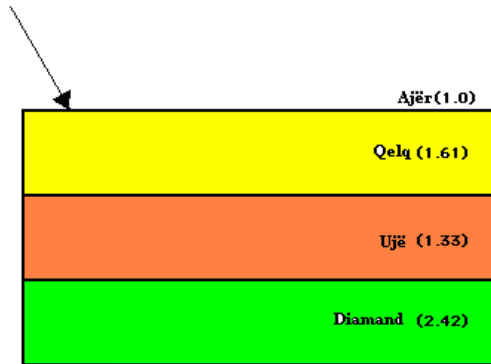 Ajër (1.0)
Qelq (1.61)
Ujë (1.33)
Diamand (2.42)